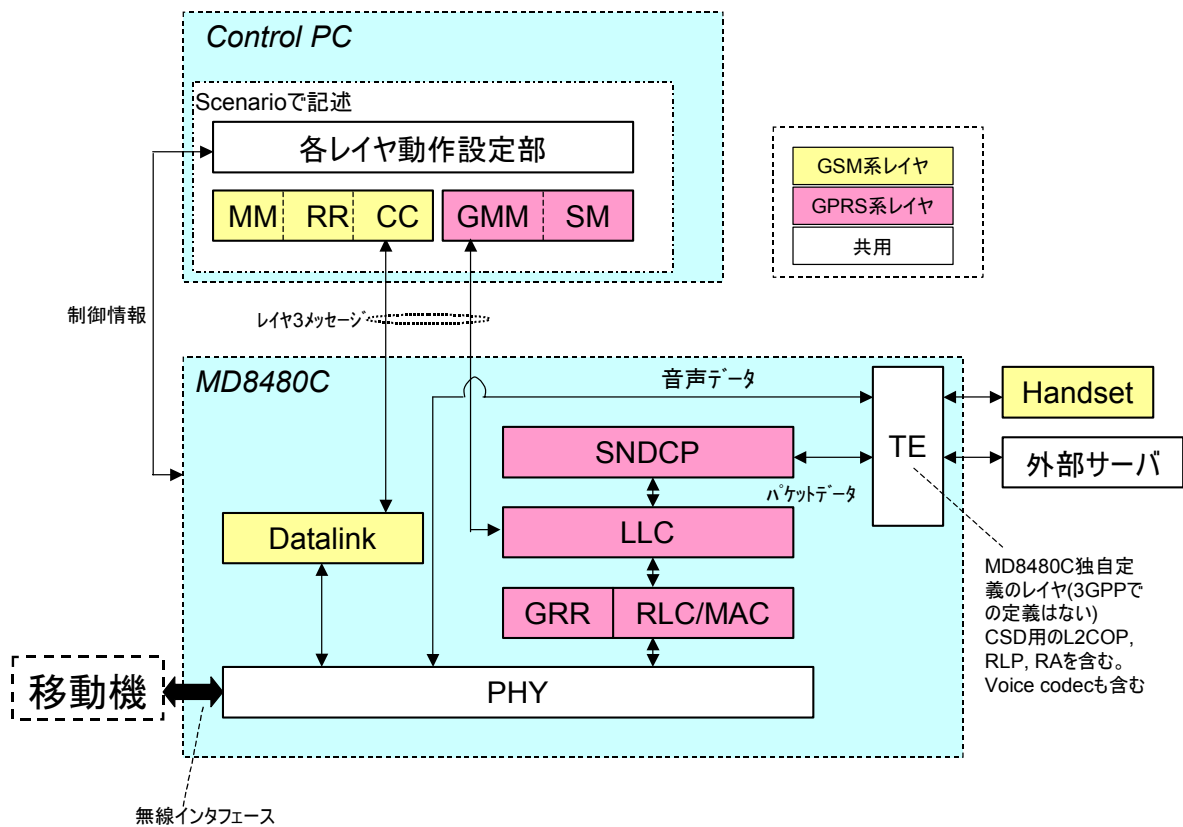 Control PC
Scenarioで記述
各レイヤ動作設定部
MM RR CC GMM SM
GSM系レイヤ
GPRS系レイヤ
共用
制御情報
レイヤ3メッセージ
MD8480C
音声データ
TE
Handset
外部サーバ
SNDCP
パケットデータ
LLC
Datalink
GRR RLC/MAC
PHY
移動機
MD8480C独自定
義のレイヤ(3GPPで
の定義はない)
CSD用のL2COP,
RLP, RAを含む。
Voice codecも含む
無線インタフェース